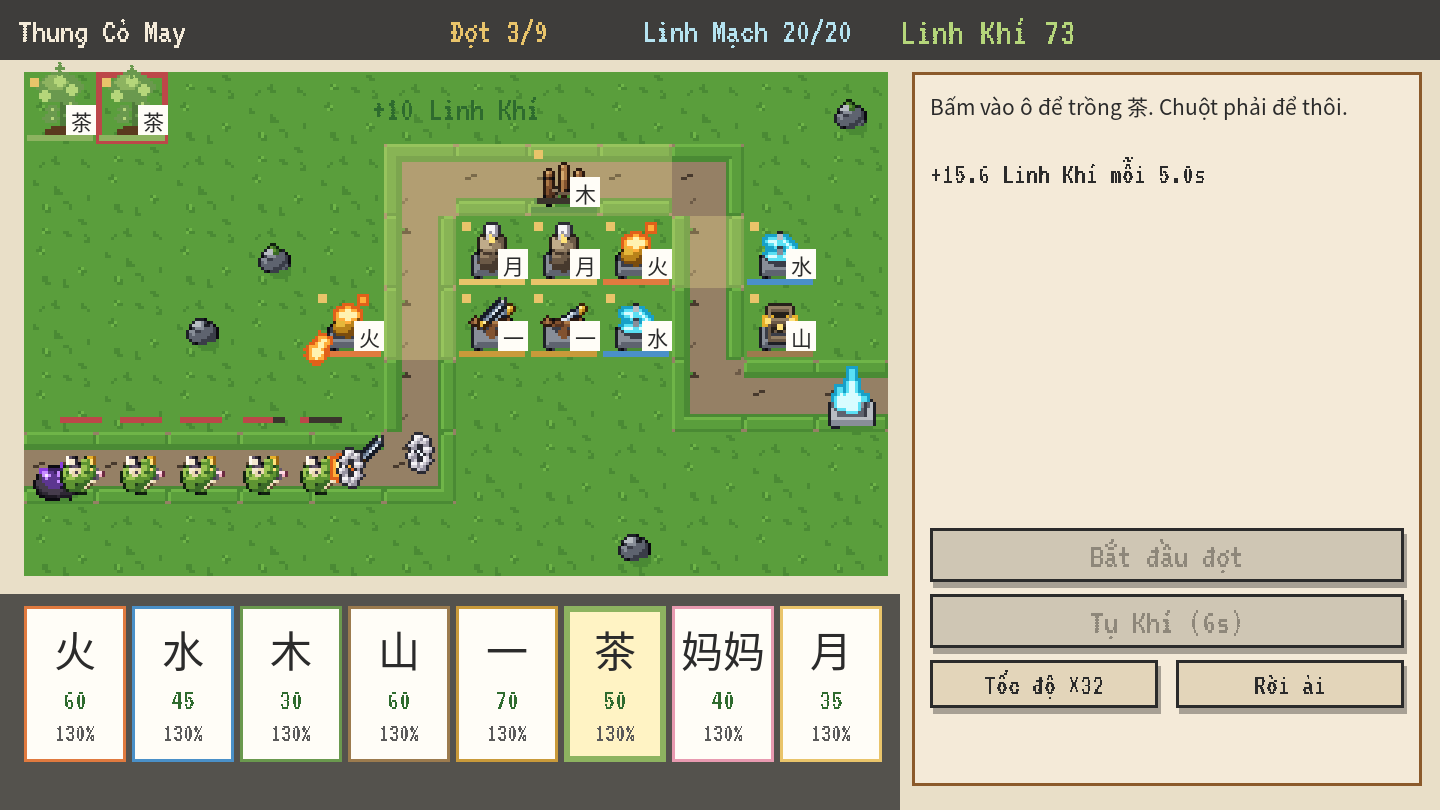 Thung Cỏ May
Đợt 3/9
Linh Mạch 20/20
Linh Khí 73
茶
茶
+10 Linh Khí
木
月
月
火
水
火
一
一
水
山
Bấm vào ô để trồng 茶. Chuột phải để thôi.
+15.6 Linh Khí mỗi 5.0s
Bắt đầu đợt
Tụ Khí (6s)
Tốc độ X32
Rời ải
火
60
130%
水
45
130%
木
30
130%
山
60
130%
一
70
130%
茶
50
130%
妈妈
40
130%
月
35
130%